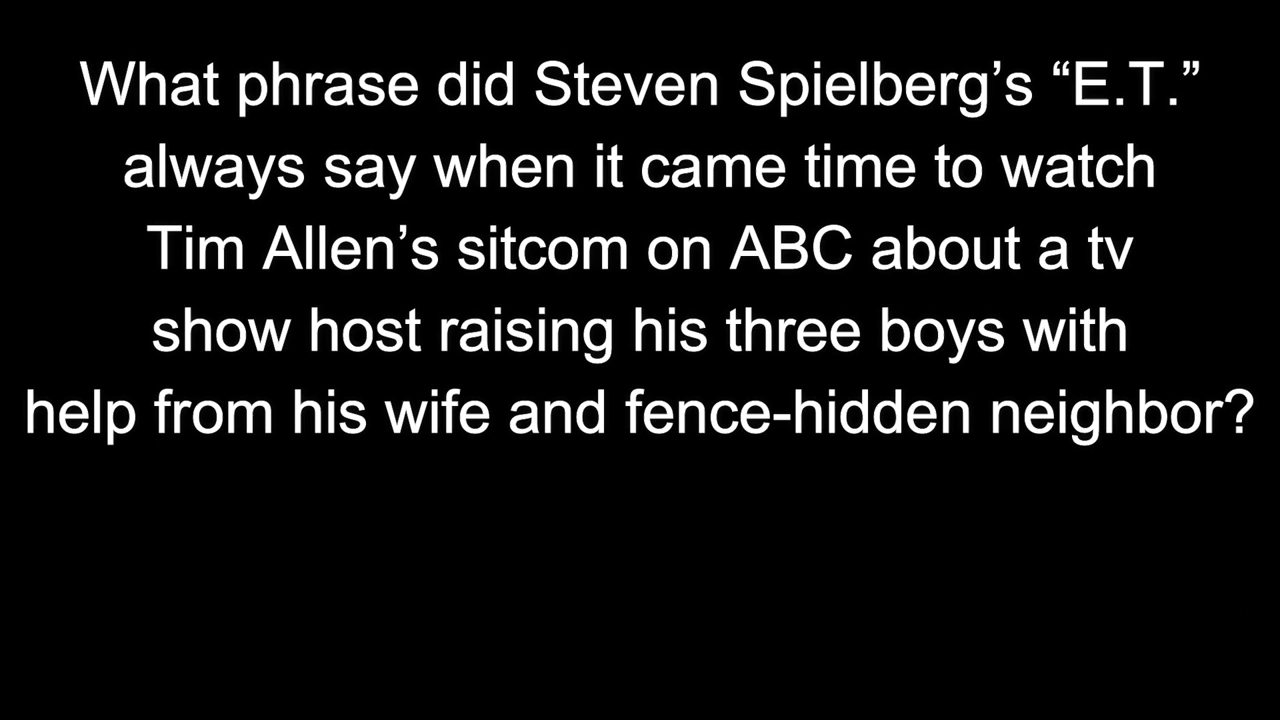 What phrase did Steven Spielberg’s “E.T.”
always say when it came time to watch
Tim Allen’s sitcom on ABC about a tv
show host raising his three boys with
help from his wife and fence-hidden neighbor?